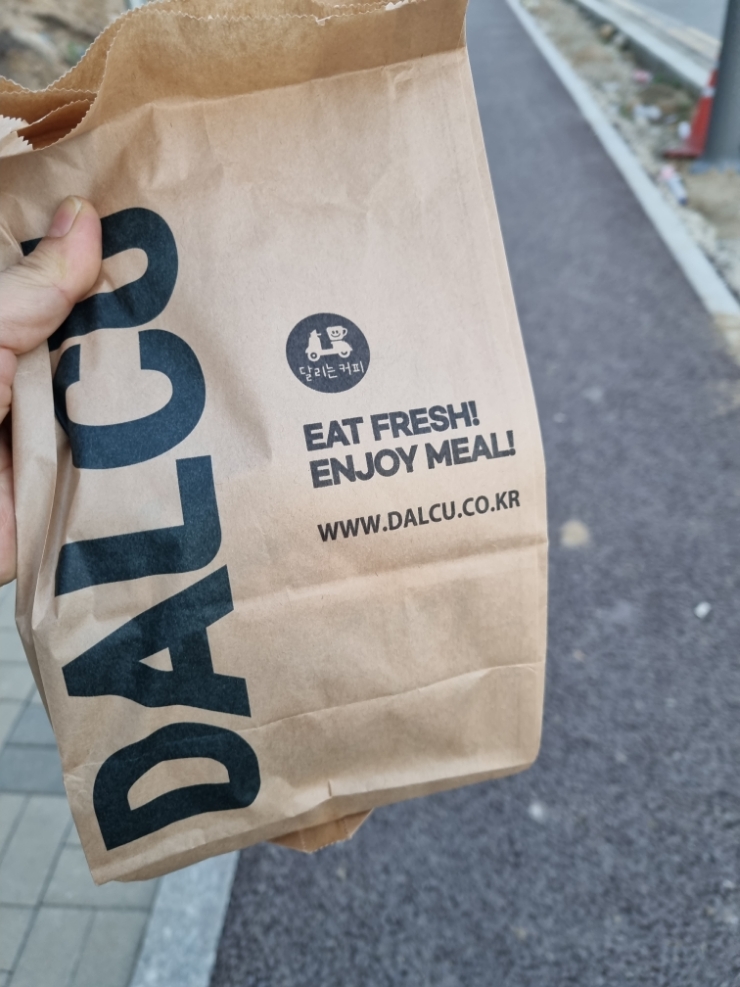 DALCU
달리는 커피
EAT FRESH!
ENJOY MEAL!
WWW.DALCU.CO.KR